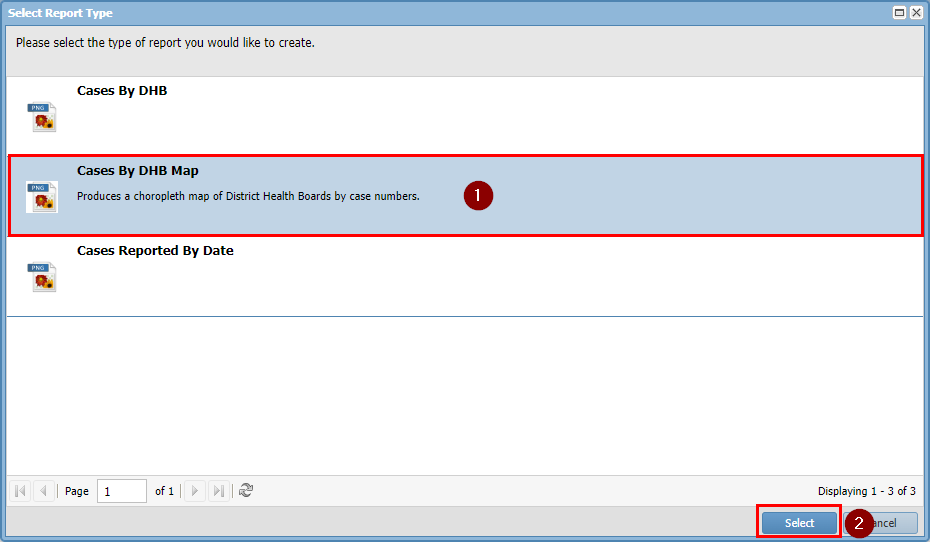 Select Report Type
Please select the type of report you would like to create.
Cases By DHB
PNG
Cases By DHB Map
PNG
Produces a choropleth map of District Health Boards by case numbers.
1
Cases Reported By Date
PNG
Page 1 of 1
Displaying 1 - 3 of 3
Select 2 ancel